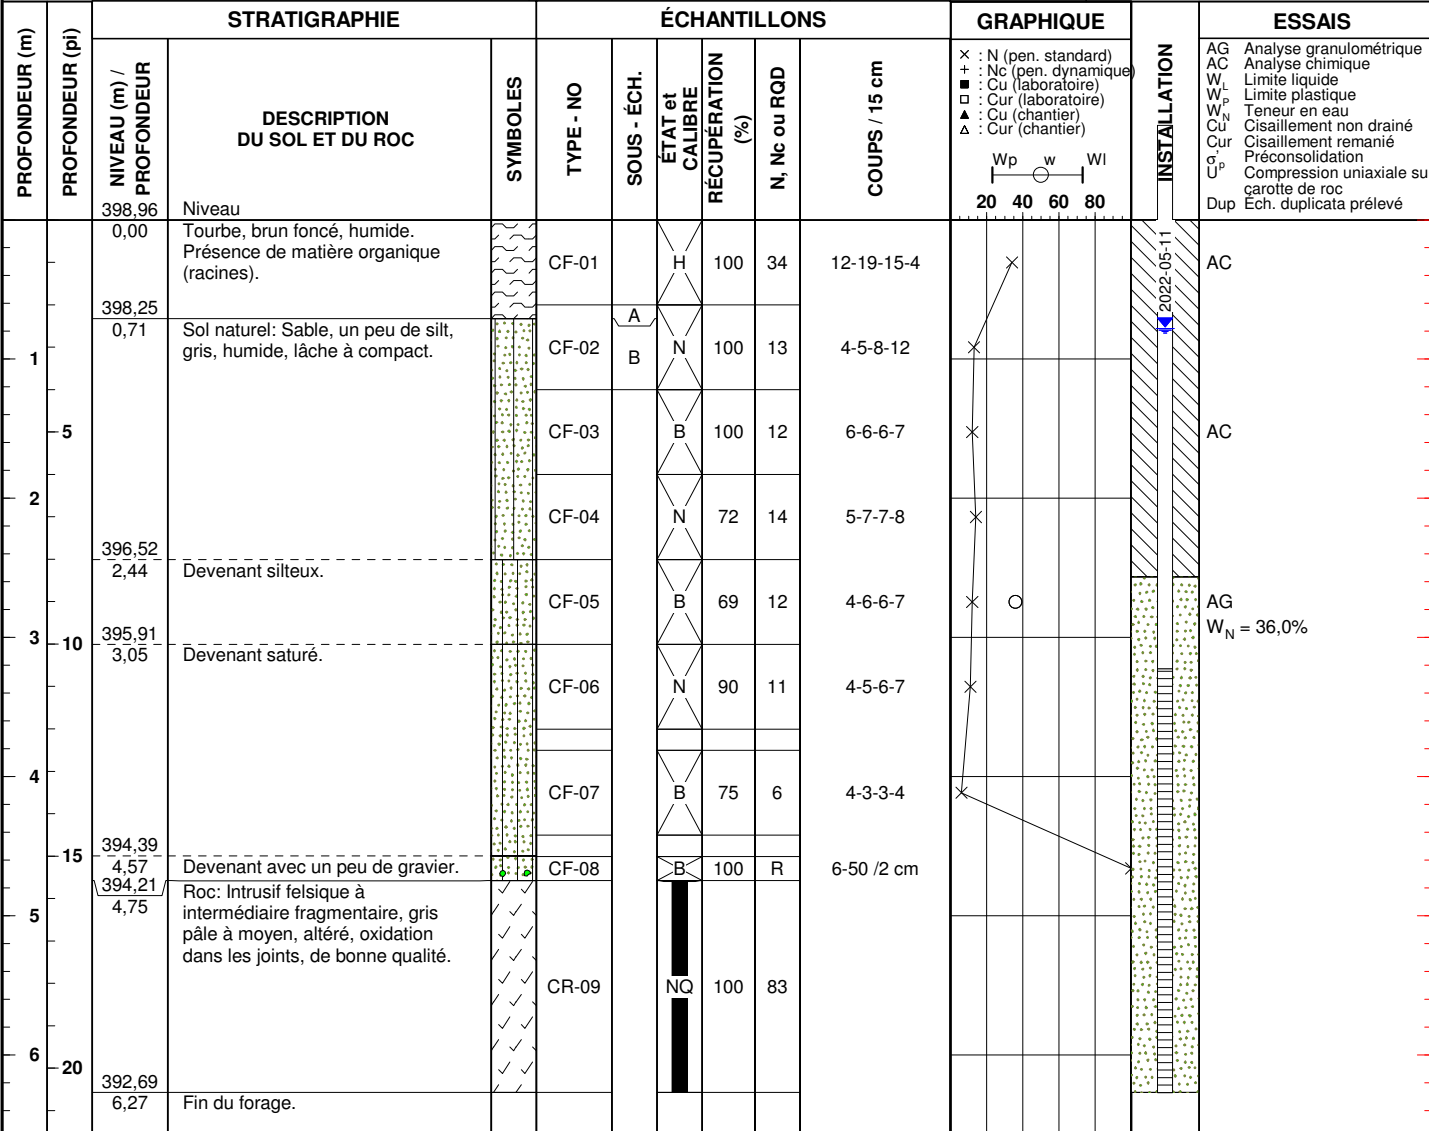 STRATIGRAPHIE
ÉCHANTILLONS
GRAPHIQUE
ESSAIS
PROFONDEUR (m)
PROFONDEUR (pi)
NIVEAU (m) /
PROFONDEUR
DESCRIPTION
DU SOL ET DU ROC
SYMBOLES
TYPE - NO
SOUS - ÉCH.
ÉTAT et
CALIBRE
RÉCUPÉRATION
(%)
N, Nc ou RQD
COUPS / 15 cm
× : N (pen. standard)
+ : Nc (pen. dynamique)
■ : Cu (laboratoire)
□ : Cur (laboratoire)
▲ : Cu (chantier)
△ : Cur (chantier)
Wp w Wl
20 40 60 80
INSTALLATION
AG Analyse granulométrique
AC Analyse chimique
W_L Limite liquide
W_P Limite plastique
W_N Teneur en eau
Cu Cisaillement non drainé
Cur Cisaillement remanié
σ'p Préconsolidation
U Compression uniaxiale su
carotte de roc
Dup Éch. duplicata prélevé
398,96 Niveau
0,00 Tourbe, brun foncé, humide.
Présence de matière organique
(racines).
CF-01 H 100 34 12-19-15-4 AC
2022-05-11
398,25
0,71 Sol naturel: Sable, un peu de silt,
gris, humide, lâche à compact.
A
B
CF-02 N 100 13 4-5-8-12
1
5
CF-03 B 100 12 6-6-6-7 AC
2
CF-04 N 72 14 5-7-7-8
396,52
2,44 Devenant silteux.
CF-05 B 69 12 4-6-6-7 AG
W_N = 36,0%
3
10
395,91
3,05 Devenant saturé.
CF-06 N 90 11 4-5-6-7
4
CF-07 B 75 6 4-3-3-4
394,39
15
4,57 Devenant avec un peu de gravier.
CF-08 B 100 R 6-50 /2 cm
394,21
4,75 Roc: Intrusif felsique à
intermédiaire fragmentaire, gris
pâle à moyen, altéré, oxidation
dans les joints, de bonne qualité.
5
CR-09 NQ 100 83
6
20
392,69
6,27 Fin du forage.